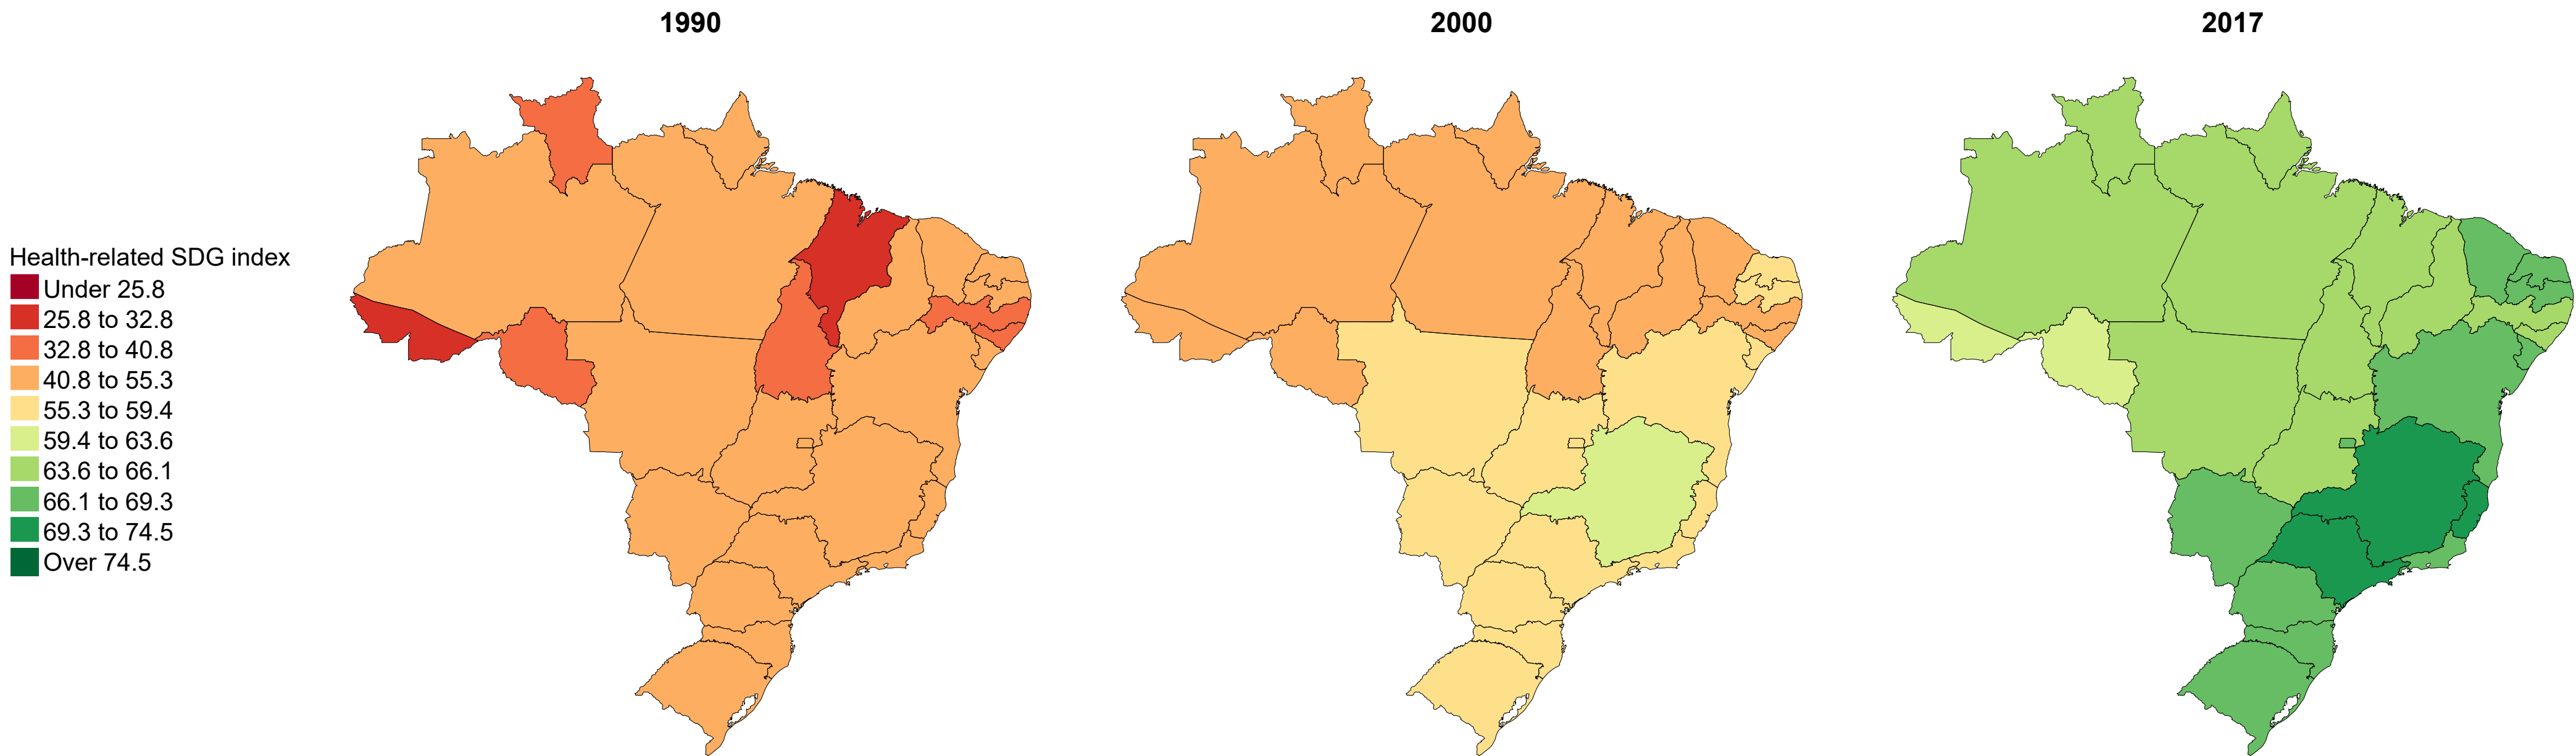 1990
2000
2017
Health-related SDG index
Under 25.8
25.8 to 32.8
32.8 to 40.8
40.8 to 55.3
55.3 to 59.4
59.4 to 63.6
63.6 to 66.1
66.1 to 69.3
69.3 to 74.5
Over 74.5